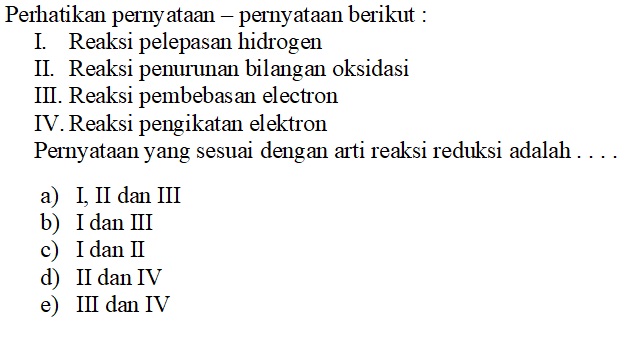 Perhatikan pernyataan – pernyataan berikut :
I. Reaksi pelepasan hidrogen
II. Reaksi penurunan bilangan oksidasi
III. Reaksi pembebasan electron
IV. Reaksi pengikatan elektron
Pernyataan yang sesuai dengan arti reaksi reduksi adalah . . . .
a) I, II dan III
b) I dan III
c) I dan II
d) II dan IV
e) III dan IV